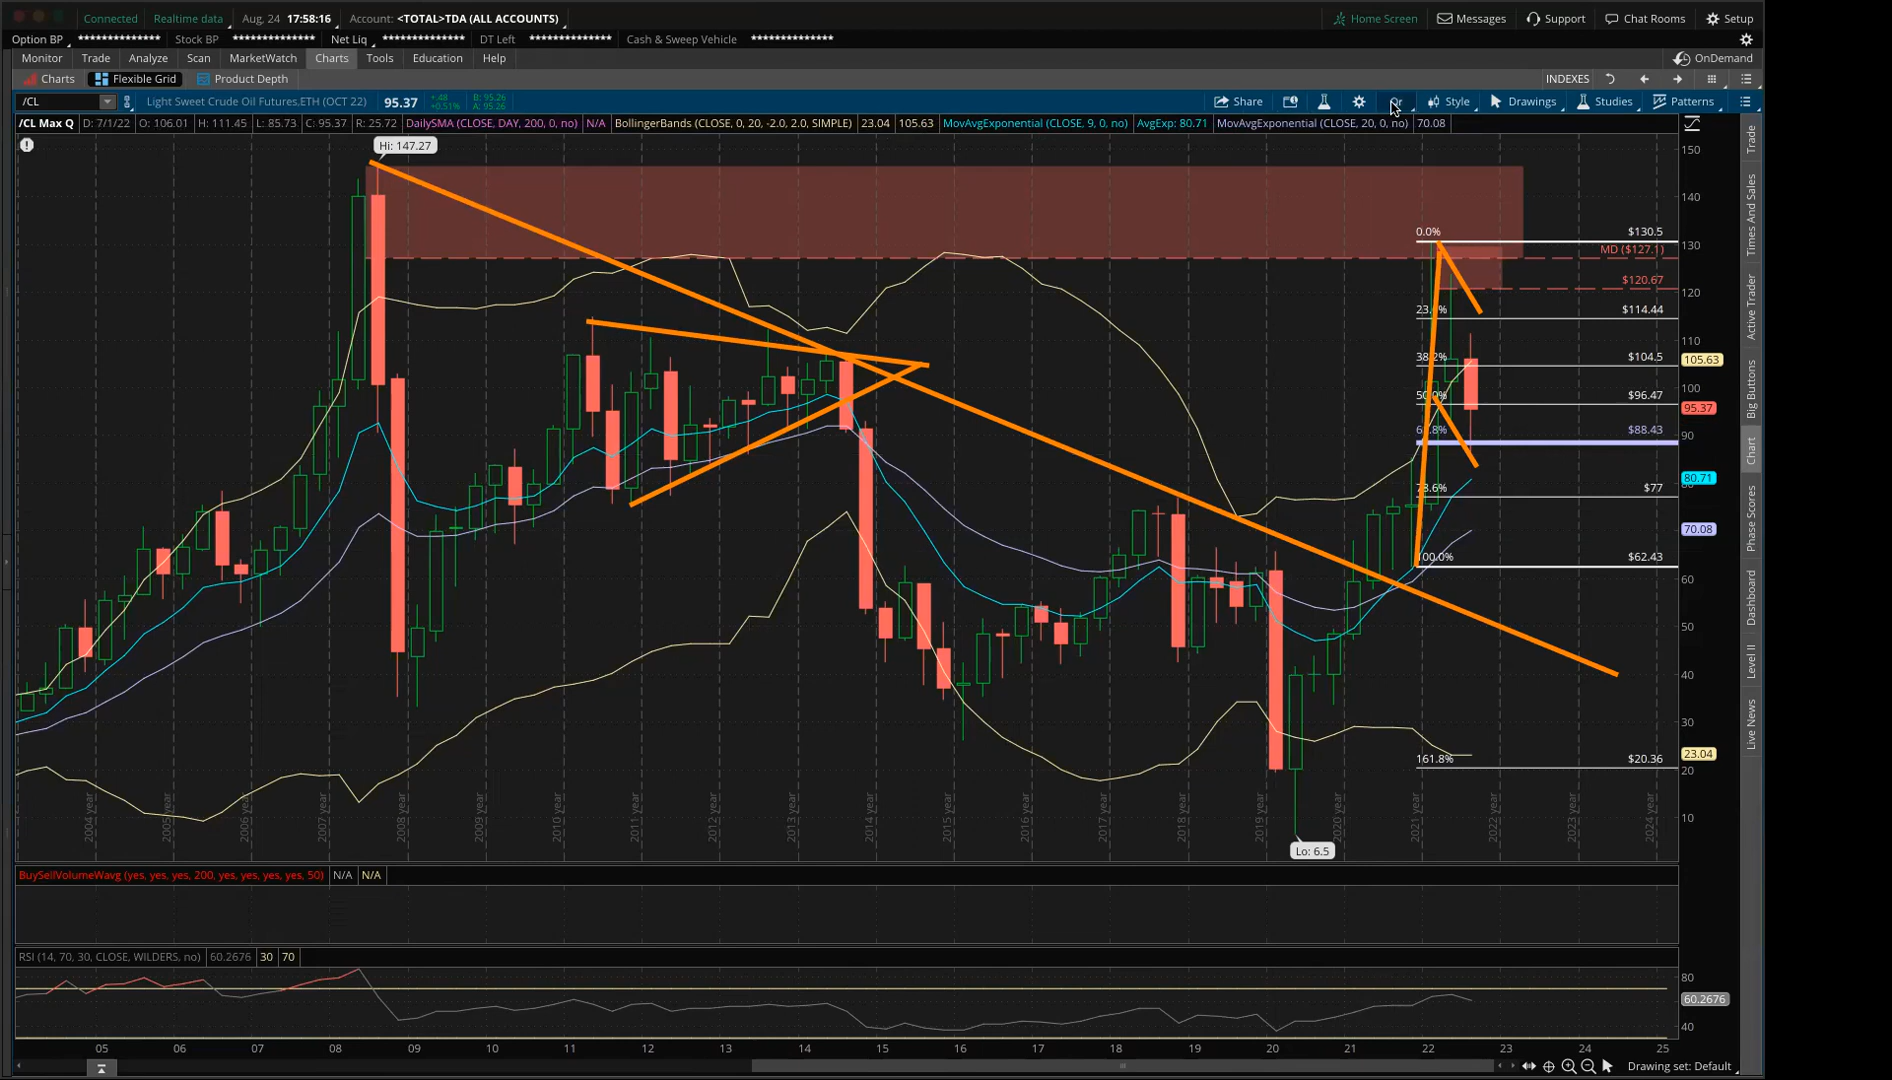 Connected Realtime data Aug, 24 17:58:16 Account: <TOTAL>TDA (ALL ACCOUNTS) Home Screen Messages Support Chat Rooms Setup
Option BP ************** Stock BP ************** Net Liq ************** DT Left ************** Cash & Sweep Vehicle **************
Monitor Trade Analyze Scan MarketWatch Charts Tools Education Help OnDemand
Charts Flexible Grid Product Depth INDEXES
/CL Light Sweet Crude Oil Futures,ETH (OCT 22) 95.37 +.48 +0.51% B: 95.26 A: 95.26 Share Style Drawings Studies Patterns
/CL Max Q D: 7/1/22 O: 106.01 H: 111.45 L: 85.73 C: 95.37 R: 25.72 DailySMA (CLOSE, DAY, 200, 0, no) N/A BollingerBands (CLOSE, 0, 20, -2.0, 2.0, SIMPLE) 23.04 105.63 MovAvgExponential (CLOSE, 9, 0, no) AvgExp: 80.71 MovAvgExponential (CLOSE, 20, 0, no) 70.08
Hi: 147.27
150
140
0.0% $130.5
130
MD ($127.1)
$120.67
120
$114.44
110
38.2% $104.5
105.63
100
$96.47
95.37
$88.43
90
80.71
78.6% $77
70.08
100.0% $62.43
60
50
40
30
23.04
161.8% $20.36
20
10
2004 year 2005 year 2006 year 2007 year 2008 year 2009 year 2010 year 2011 year 2012 year 2013 year 2014 year 2015 year 2016 year 2017 year 2018 year 2019 year 2020 year 2021 year 2022 year 2023 year 2024 year
Lo: 6.5
BuySellVolumeWavg (yes, yes, yes, 200, yes, yes, yes, yes, 50) N/A N/A
RSI (14, 70, 30, CLOSE, WILDERS, no) 60.2676 30 70
80
60.2676
40
05 06 07 08 09 10 11 12 13 14 15 16 17 18 19 20 21 22 23 24 25
Drawing set: Default
Trade
Times And Sales
Active Trader
Big Buttons
Chart
Phase Scores
Dashboard
Level II
Live News